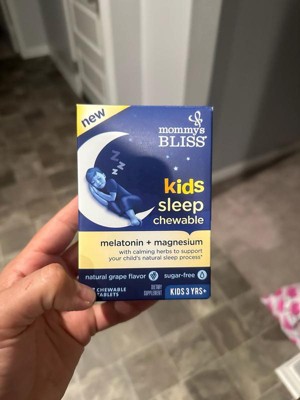 new
mommy's
BLISS
z z z
kids
sleep
chewable
melatonin + magnesium
with calming herbs to support
your child's natural sleep process*
natural grape flavor
sugar-free
CHEWABLE
TABLETS
DIETARY
SUPPLEMENT
KIDS 3 YRS+